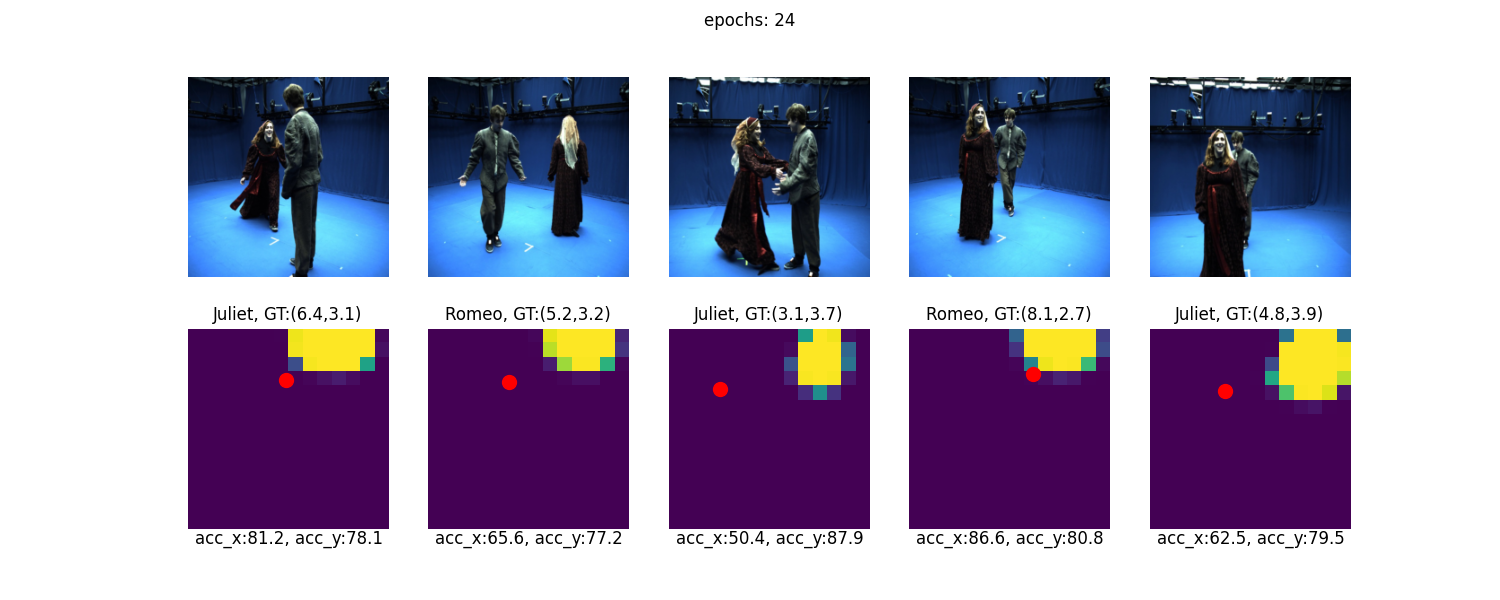 epochs: 24
Juliet, GT:(6.4,3.1)
Romeo, GT:(5.2,3.2)
Juliet, GT:(3.1,3.7)
Romeo, GT:(8.1,2.7)
Juliet, GT:(4.8,3.9)
acc_x:81.2, acc_y:78.1
acc_x:65.6, acc_y:77.2
acc_x:50.4, acc_y:87.9
acc_x:86.6, acc_y:80.8
acc_x:62.5, acc_y:79.5